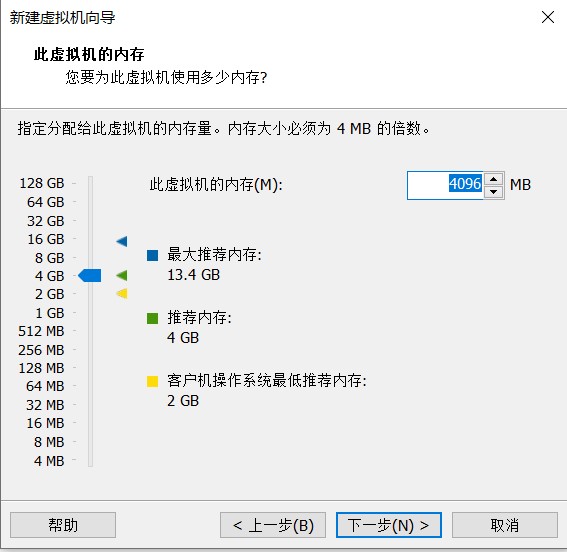 新建虚拟机向导
此虚拟机的内存
您要为此虚拟机使用多少内存?
指定分配给此虚拟机的内存量。内存大小必须为 4 MB 的倍数。
此虚拟机的内存(M):
4096 MB
128 GB
64 GB
32 GB
16 GB
8 GB
4 GB
2 GB
1 GB
512 MB
256 MB
128 MB
64 MB
32 MB
16 MB
8 MB
4 MB
最大推荐内存:
13.4 GB
推荐内存:
4 GB
客户机操作系统最低推荐内存:
2 GB
帮助
< 上一步(B)
下一步(N) >
取消